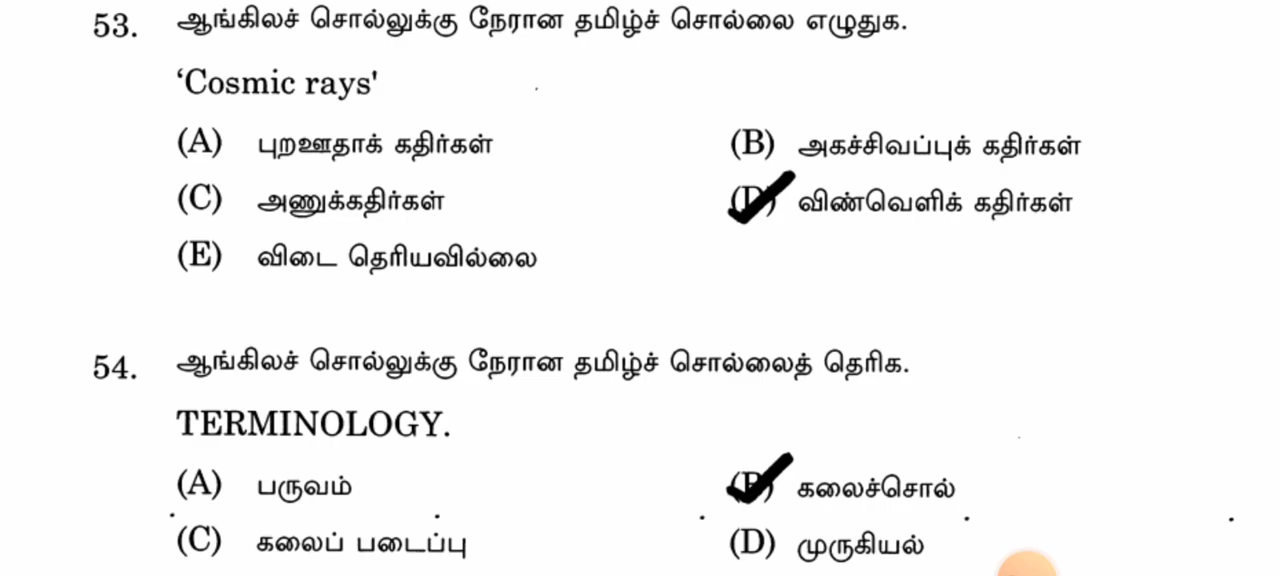 53. ஆங்கிலச் சொல்லுக்கு நேரான தமிழ்ச் சொல்லை எழுதுக.
‘Cosmic rays'
(A) புறஊதாக் கதிர்கள் (B) அகச்சிவப்புக் கதிர்கள்
(C) அணுக்கதிர்கள் (D) விண்வெளிக் கதிர்கள்
(E) விடை தெரியவில்லை
54. ஆங்கிலச் சொல்லுக்கு நேரான தமிழ்ச் சொல்லைத் தெரிக.
TERMINOLOGY.
(A) பருவம் (B) கலைச்சொல்
(C) கலைப் படைப்பு (D) முருகியல்